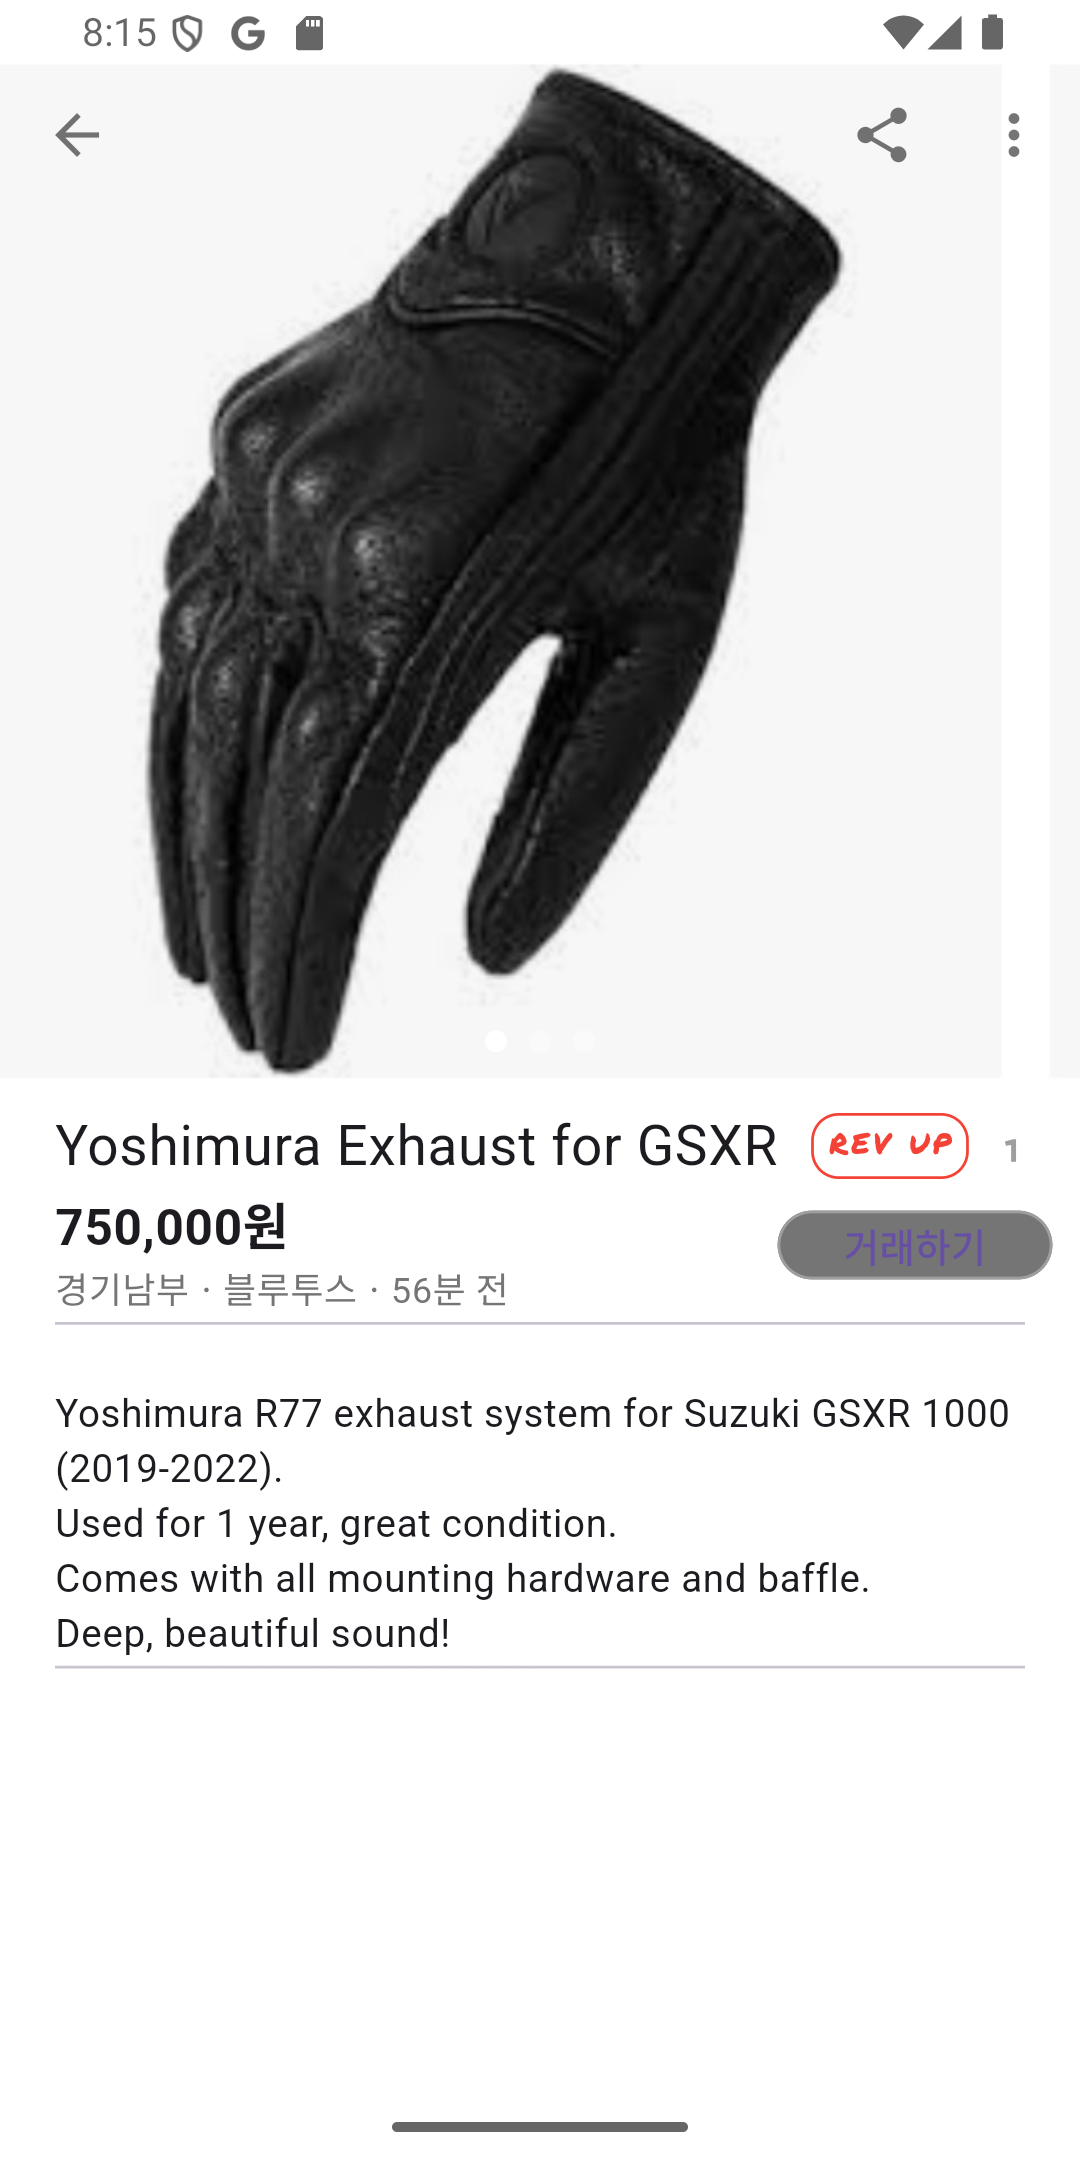 8:15
Yoshimura Exhaust for GSXR
REV UP
1
750,000원
거래하기
경기남부 · 블루투스 · 56분 전
Yoshimura R77 exhaust system for Suzuki GSXR 1000
(2019-2022).
Used for 1 year, great condition.
Comes with all mounting hardware and baffle.
Deep, beautiful sound!